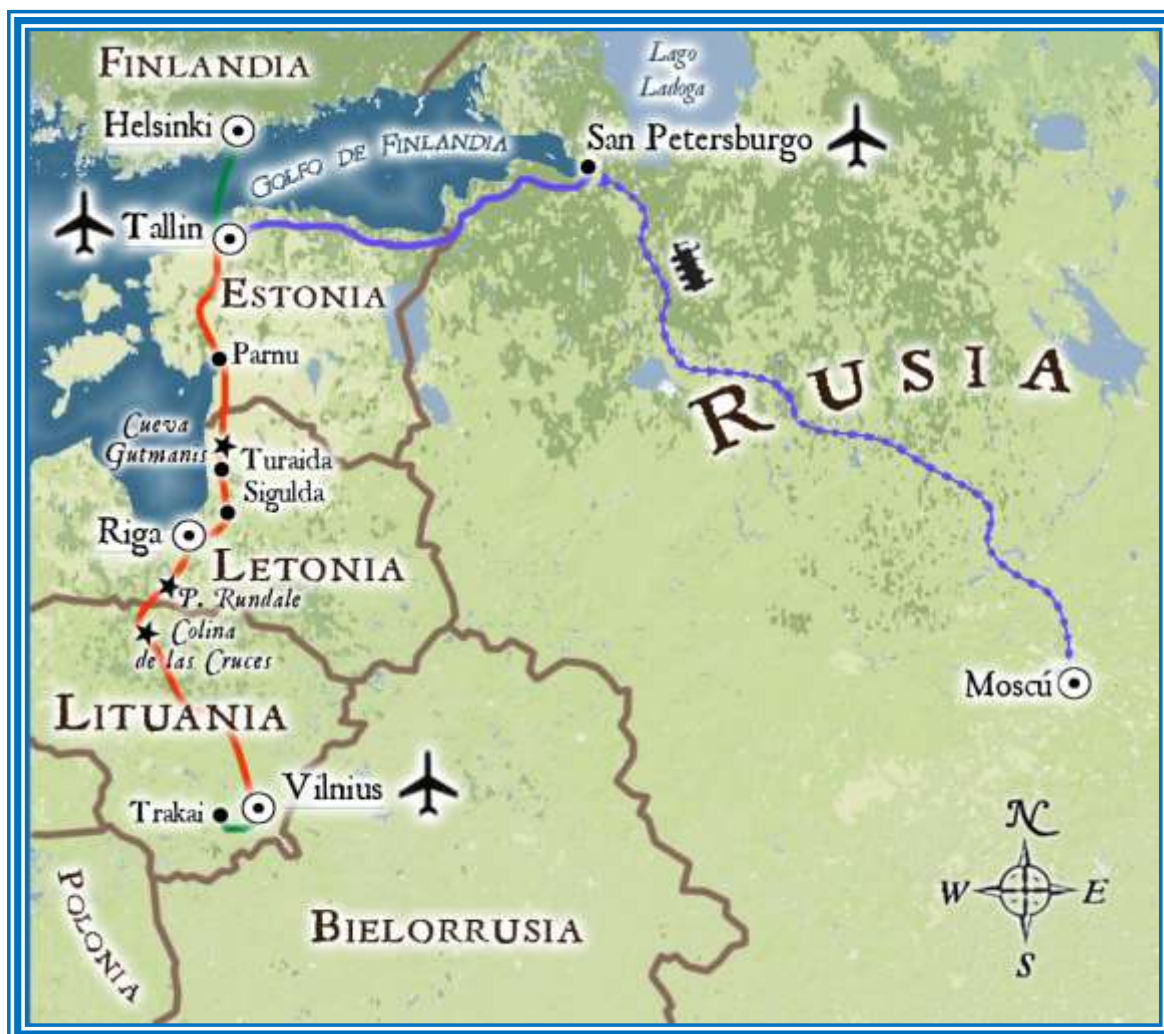 FINLANDIA
Lago
Ladoga
Helsinki
GOLFO DE FINLANDIA
San Petersburgo
Tallin
ESTONIA
Parnu
RUSIA
Cueva
Gutmanis
Turaida
Sigulda
Riga
LETONIA
P. Rundale
Colina
de las Cruces
Moscú
LITUANIA
Vilnius
Trakai
POLONIA
BIELORRUSIA
N
W
E
S